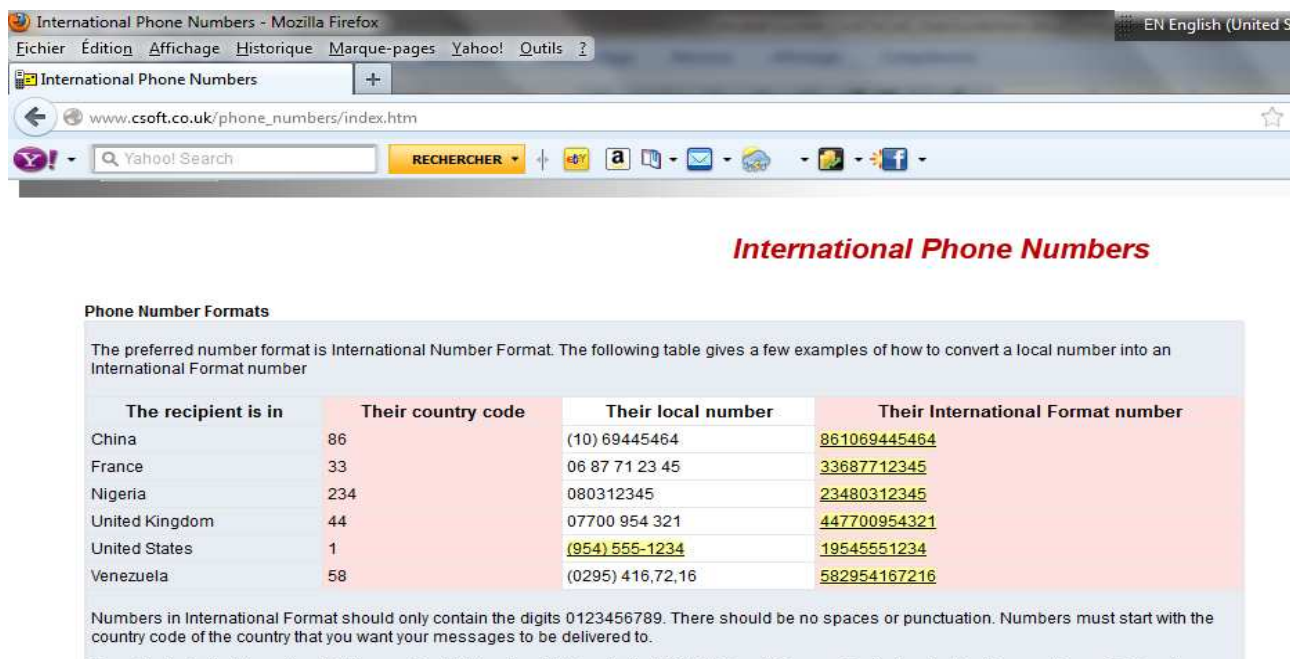 International Phone Numbers - Mozilla Firefox
EN English (United S
Eichier Édition Affichage Historique Marque-pages Yahoo! Outils ?
International Phone Numbers +
www.csoft.co.uk/phone_numbers/index.htm
Y! Yahoo! Search RECHERCHER ebY a f
International Phone Numbers
Phone Number Formats
The preferred number format is International Number Format. The following table gives a few examples of how to convert a local number into an
International Format number
The recipient is in Their country code Their local number Their International Format number
China 86 (10) 69445464 861069445464
France 33 06 87 71 23 45 33687712345
Nigeria 234 080312345 23480312345
United Kingdom 44 07700 954 321 447700954321
United States 1 (954) 555-1234 19545551234
Venezuela 58 (0295) 416,72,16 582954167216
Numbers in International Format should only contain the digits 0123456789. There should be no spaces or punctuation. Numbers must start with the
country code of the country that you want your messages to be delivered to.